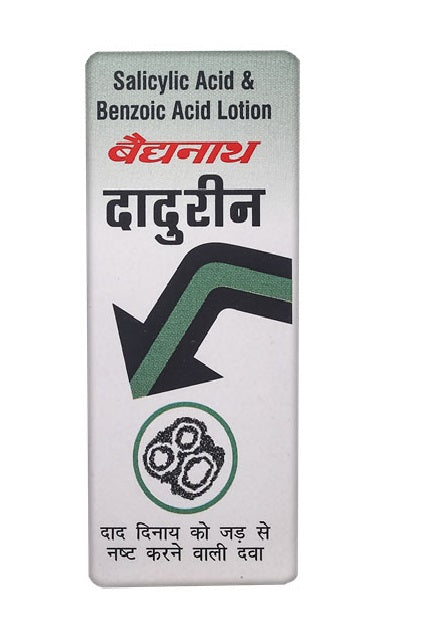 Salicylic Acid &
Benzoic Acid Lotion
बैद्यनाथ
दादुरीन
दाद दिनाय को जड़ से
नष्ट करने वाली दवा